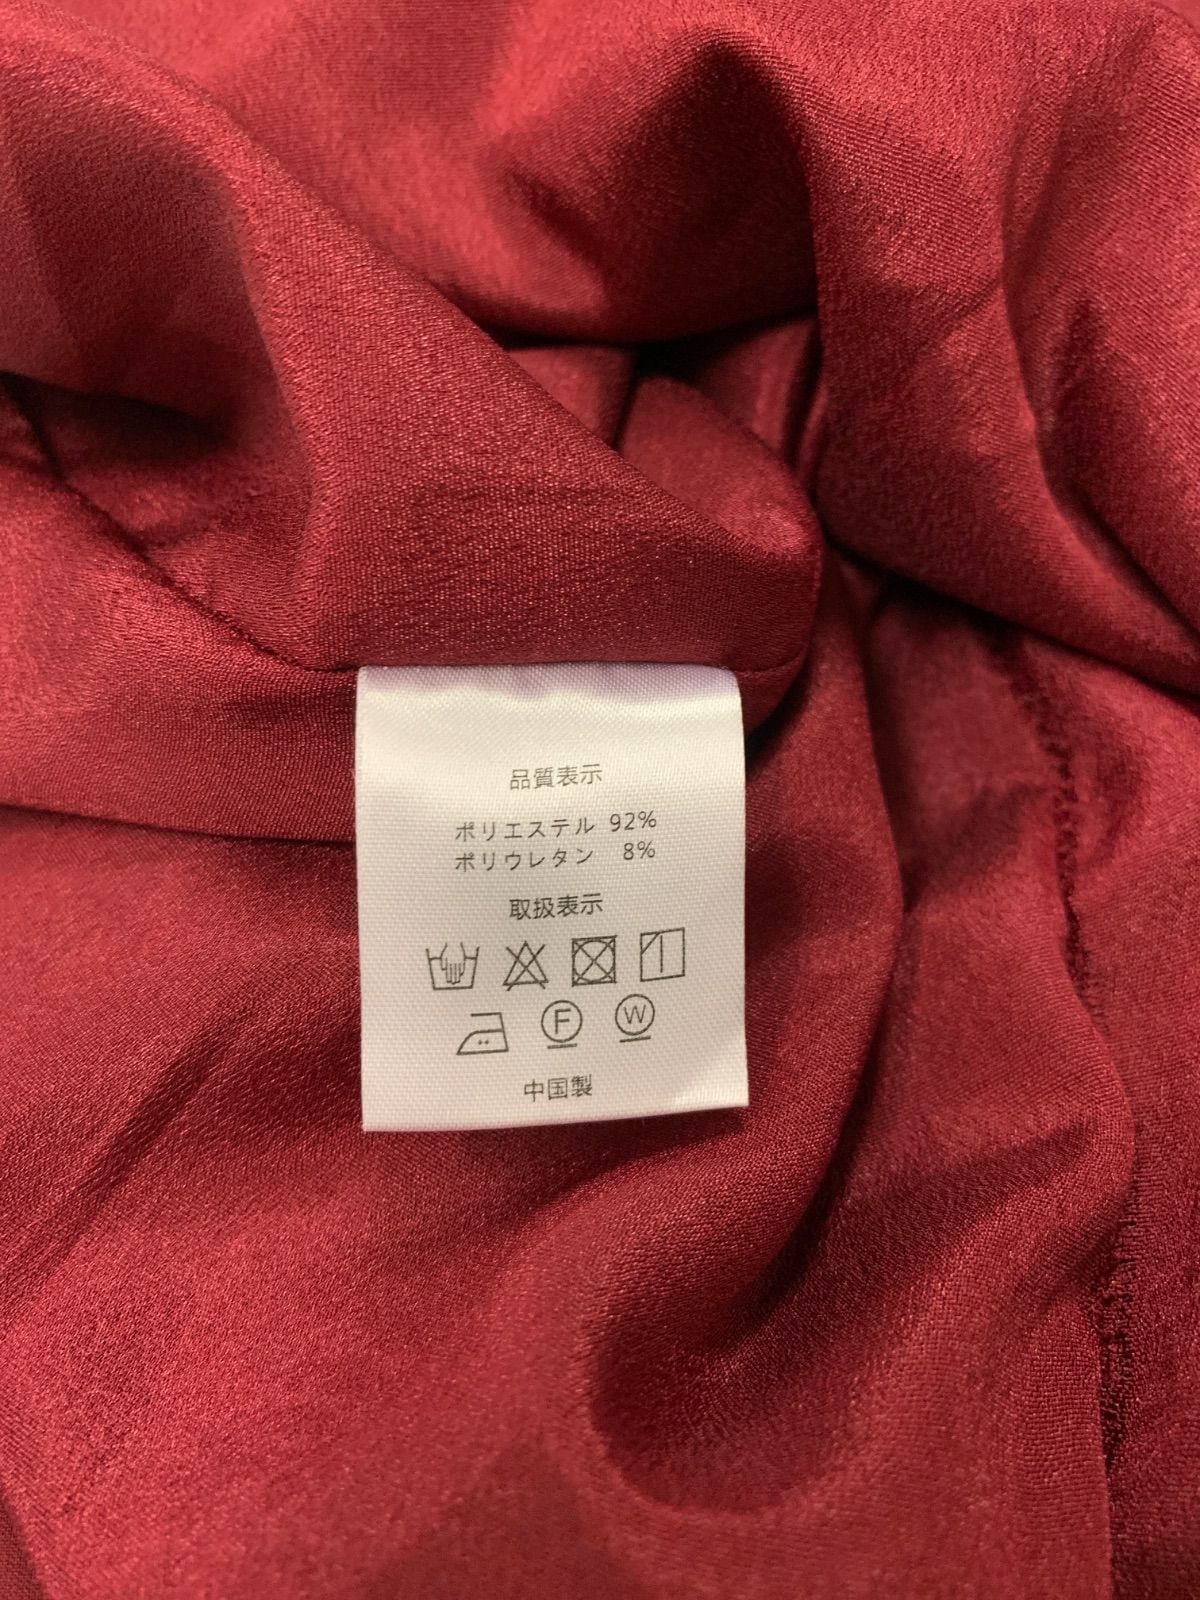 品質表示
ポリエステル 92%
ポリウレタン 8%
取扱表示
F W
中国製